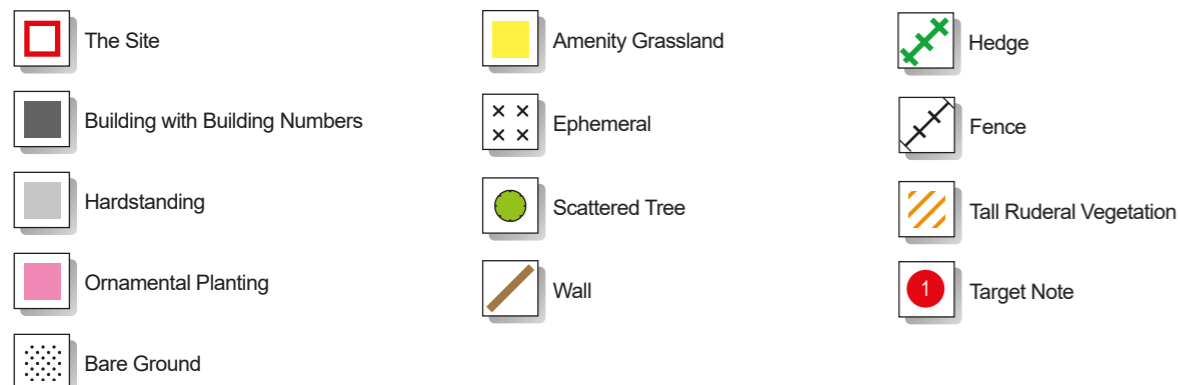 The Site
Building with Building Numbers
Hardstanding
Ornamental Planting
Bare Ground
Amenity Grassland
Ephemeral
Scattered Tree
Wall
Hedge
Fence
Tall Ruderal Vegetation
1
Target Note